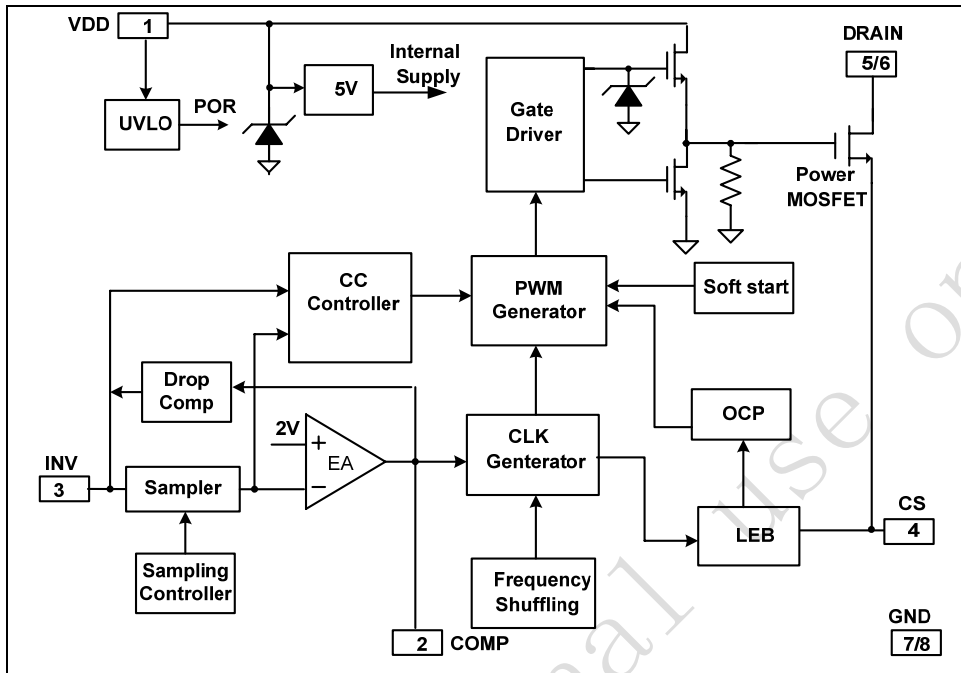 VDD
1
UVLO
POR
5V
Internal
Supply
Gate
Driver
DRAIN
5/6
Power
MOSFET
CC
Controller
PWM
Generator
Soft start
Drop
Comp
OCP
2V
+
EA
−
CLK
Genterator
INV
3
Sampler
LEB
CS
4
Sampling
Controller
Frequency
Shuffling
2
COMP
GND
7/8
use